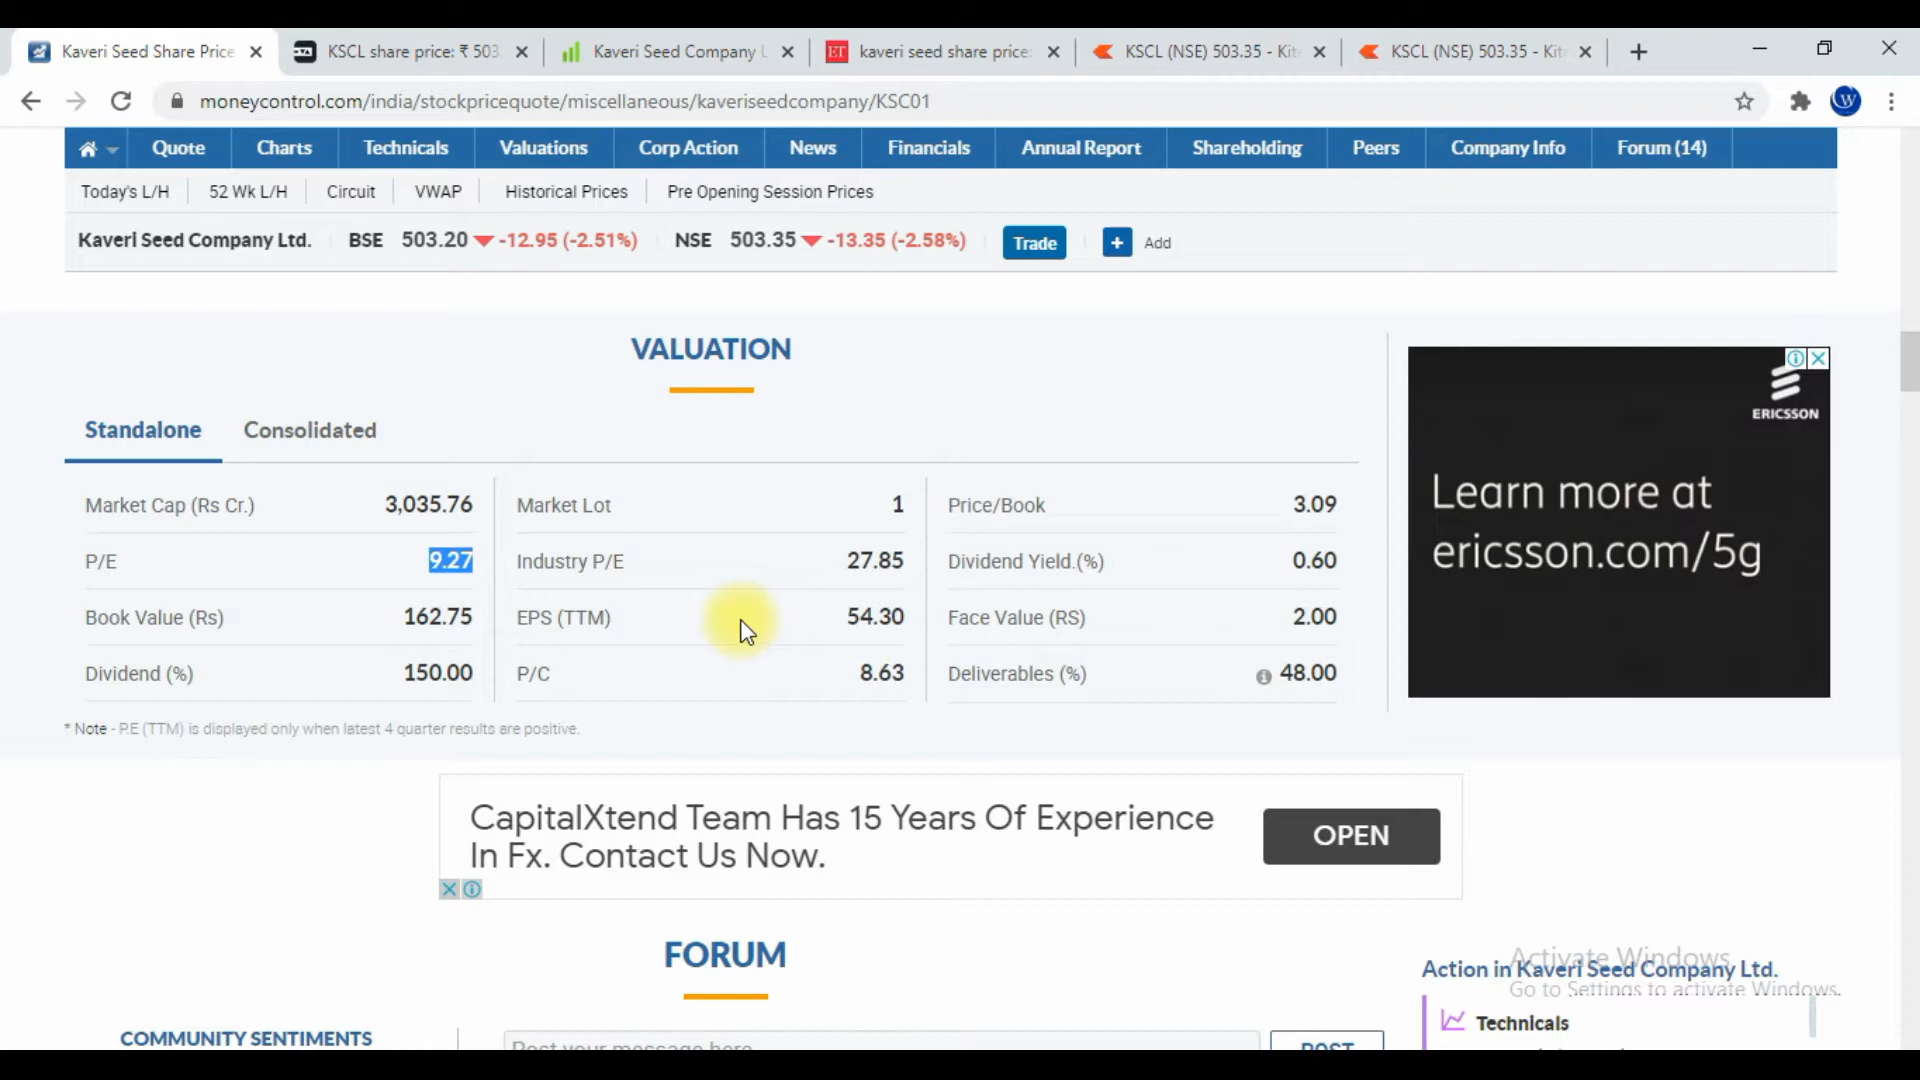 Kaveri Seed Share Price
KSCL share price: ₹ 503
Kaveri Seed Company L
kaveri seed share price:
KSCL (NSE) 503.35 - Kite
KSCL (NSE) 503.35 - Kite
moneycontrol.com/india/stockpricequote/miscellaneous/kaveriseedcompany/KSC01
Quote Charts Technicals Valuations Corp Action News Financials Annual Report Shareholding Peers Company Info Forum (14)
Today's L/H 52 Wk L/H Circuit VWAP Historical Prices Pre Opening Session Prices
Kaveri Seed Company Ltd. BSE 503.20 -12.95 (-2.51%) NSE 503.35 -13.35 (-2.58%) Trade + Add
VALUATION
Standalone Consolidated
Market Cap (Rs Cr.) 3,035.76 Market Lot 1 Price/Book 3.09
P/E 9.27 Industry P/E 27.85 Dividend Yield.(%) 0.60
Book Value (Rs) 162.75 EPS (TTM) 54.30 Face Value (RS) 2.00
Dividend (%) 150.00 P/C 8.63 Deliverables (%) 48.00
* Note - P.E (TTM) is displayed only when latest 4 quarter results are positive.
ERICSSON
Learn more at
ericsson.com/5g
CapitalXtend Team Has 15 Years Of Experience
In Fx. Contact Us Now.
OPEN
FORUM
COMMUNITY SENTIMENTS
Post your message here
POST
Activate Windows
Action in Kaveri Seed Company Ltd.
Go to Settings to activate Windows.
Technicals